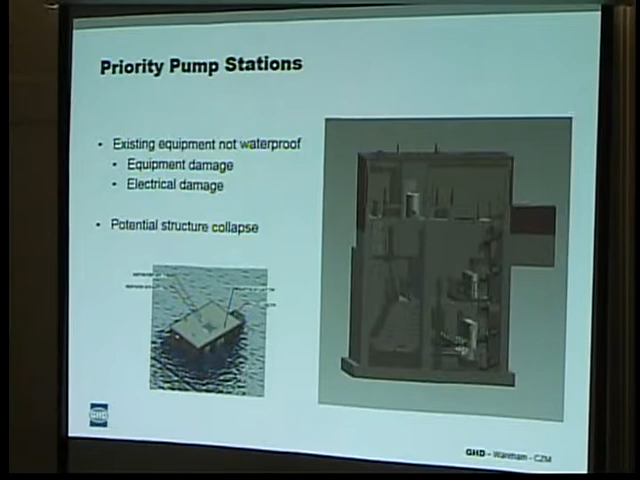 Priority Pump Stations
• Existing equipment not waterproof
• Equipment damage
• Electrical damage
• Potential structure collapse
GHD
GHD - Wareham - CZM